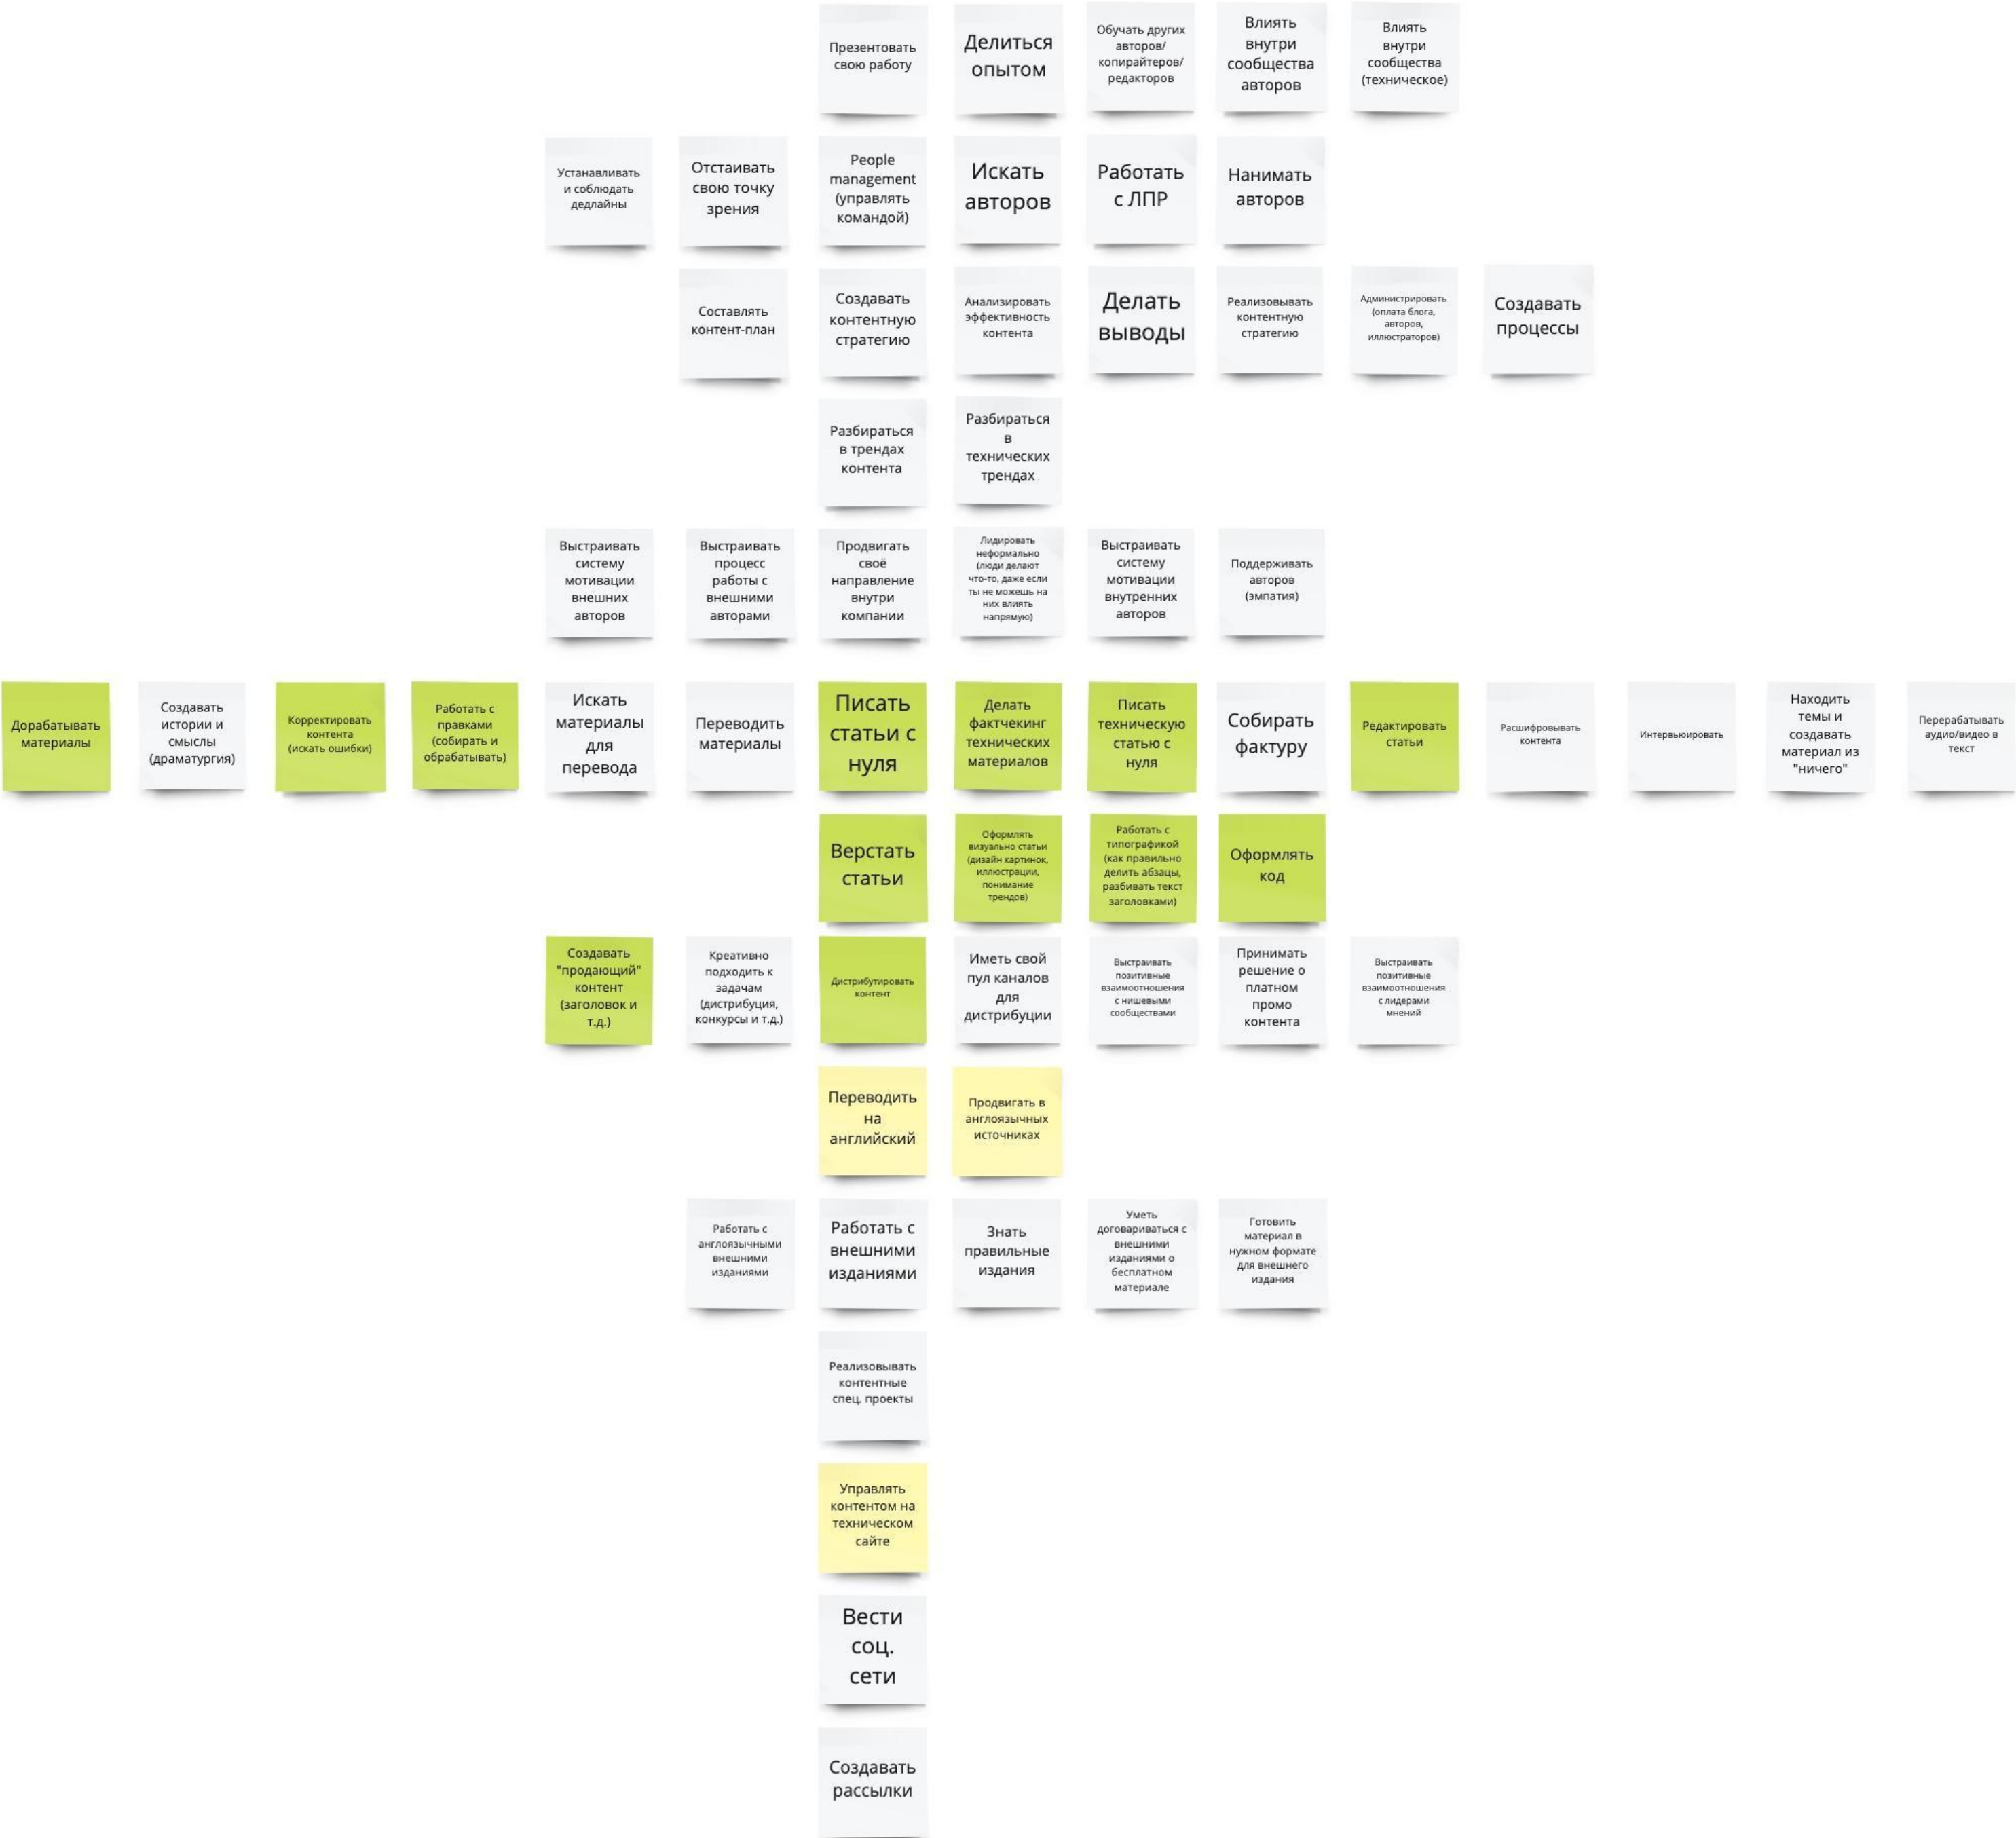 Презентовать
свою работу
Делиться
опытом
Обучать других
авторов/
копирайтеров/
редакторов
Влиять
внутри
сообщества
авторов
Влиять
внутри
сообщества
(техническое)
Устанавливать
и соблюдать
дедлайны
Отстаивать
свою точку
зрения
People
management
(управлять
командой)
Искать
авторов
Работать
с ЛПР
Нанимать
авторов
Составлять
контент-план
Создавать
контентную
стратегию
Анализировать
эффективность
контента
Делать
выводы
Реализовывать
контентную
стратегию
Администрировать
(оплата блога,
авторов,
иллюстраторов)
Создавать
процессы
Разбираться
в трендах
контента
Разбираться
в
технических
трендах
Выстраивать
систему
мотивации
внешних
авторов
Выстраивать
процесс
работы с
внешними
авторами
Продвигать
своё
направление
внутри
компании
Лидировать
неформально
(люди делают
что-то, даже если
ты не можешь на
них влиять
напрямую)
Выстраивать
систему
мотивации
внутренних
авторов
Поддерживать
авторов
(эмпатия)
Дорабатывать
материалы
Создавать
истории и
смыслы
(драматургия)
Корректировать
контента
(искать ошибки)
Работать с
правками
(собирать и
обрабатывать)
Искать
материалы
для
перевода
Переводить
материалы
Писать
статьи с
нуля
Делать
фактчекинг
технических
материалов
Писать
техническую
статью с
нуля
Собирать
фактуру
Редактировать
статьи
Расшифровывать
контента
Интервьюировать
Находить
темы и
создавать
материал из
"ничего"
Перерабатывать
аудио/видео в
текст
Верстать
статьи
Оформлять
визуально статьи
(дизайн картинок,
иллюстрации,
понимание
трендов)
Работать с
типографикой
(как правильно
делить абзацы,
разбивать текст
заголовками)
Оформлять
код
Создавать
"продающий"
контент
(заголовок и
т.д.)
Креативно
подходить к
задачам
(дистрибуция,
конкурсы и т.д.)
Дистрибутировать
контент
Иметь свой
пул каналов
для
дистрибуции
Выстраивать
позитивные
взаимоотношения
с нишевыми
сообществами
Принимать
решение о
платном
промо
контента
Выстраивать
позитивные
взаимоотношения
с лидерами
мнений
Переводить
на
английский
Продвигать в
англоязычных
источниках
Работать с
англоязычными
внешними
изданиями
Работать с
внешними
изданиями
Знать
правильные
издания
Уметь
договариваться с
внешними
изданиями о
бесплатном
материале
Готовить
материал в
нужном формате
для внешнего
издания
Реализовывать
контентные
спец. проекты
Управлять
контентом на
техническом
сайте
Вести
соц.
сети
Создавать
рассылки